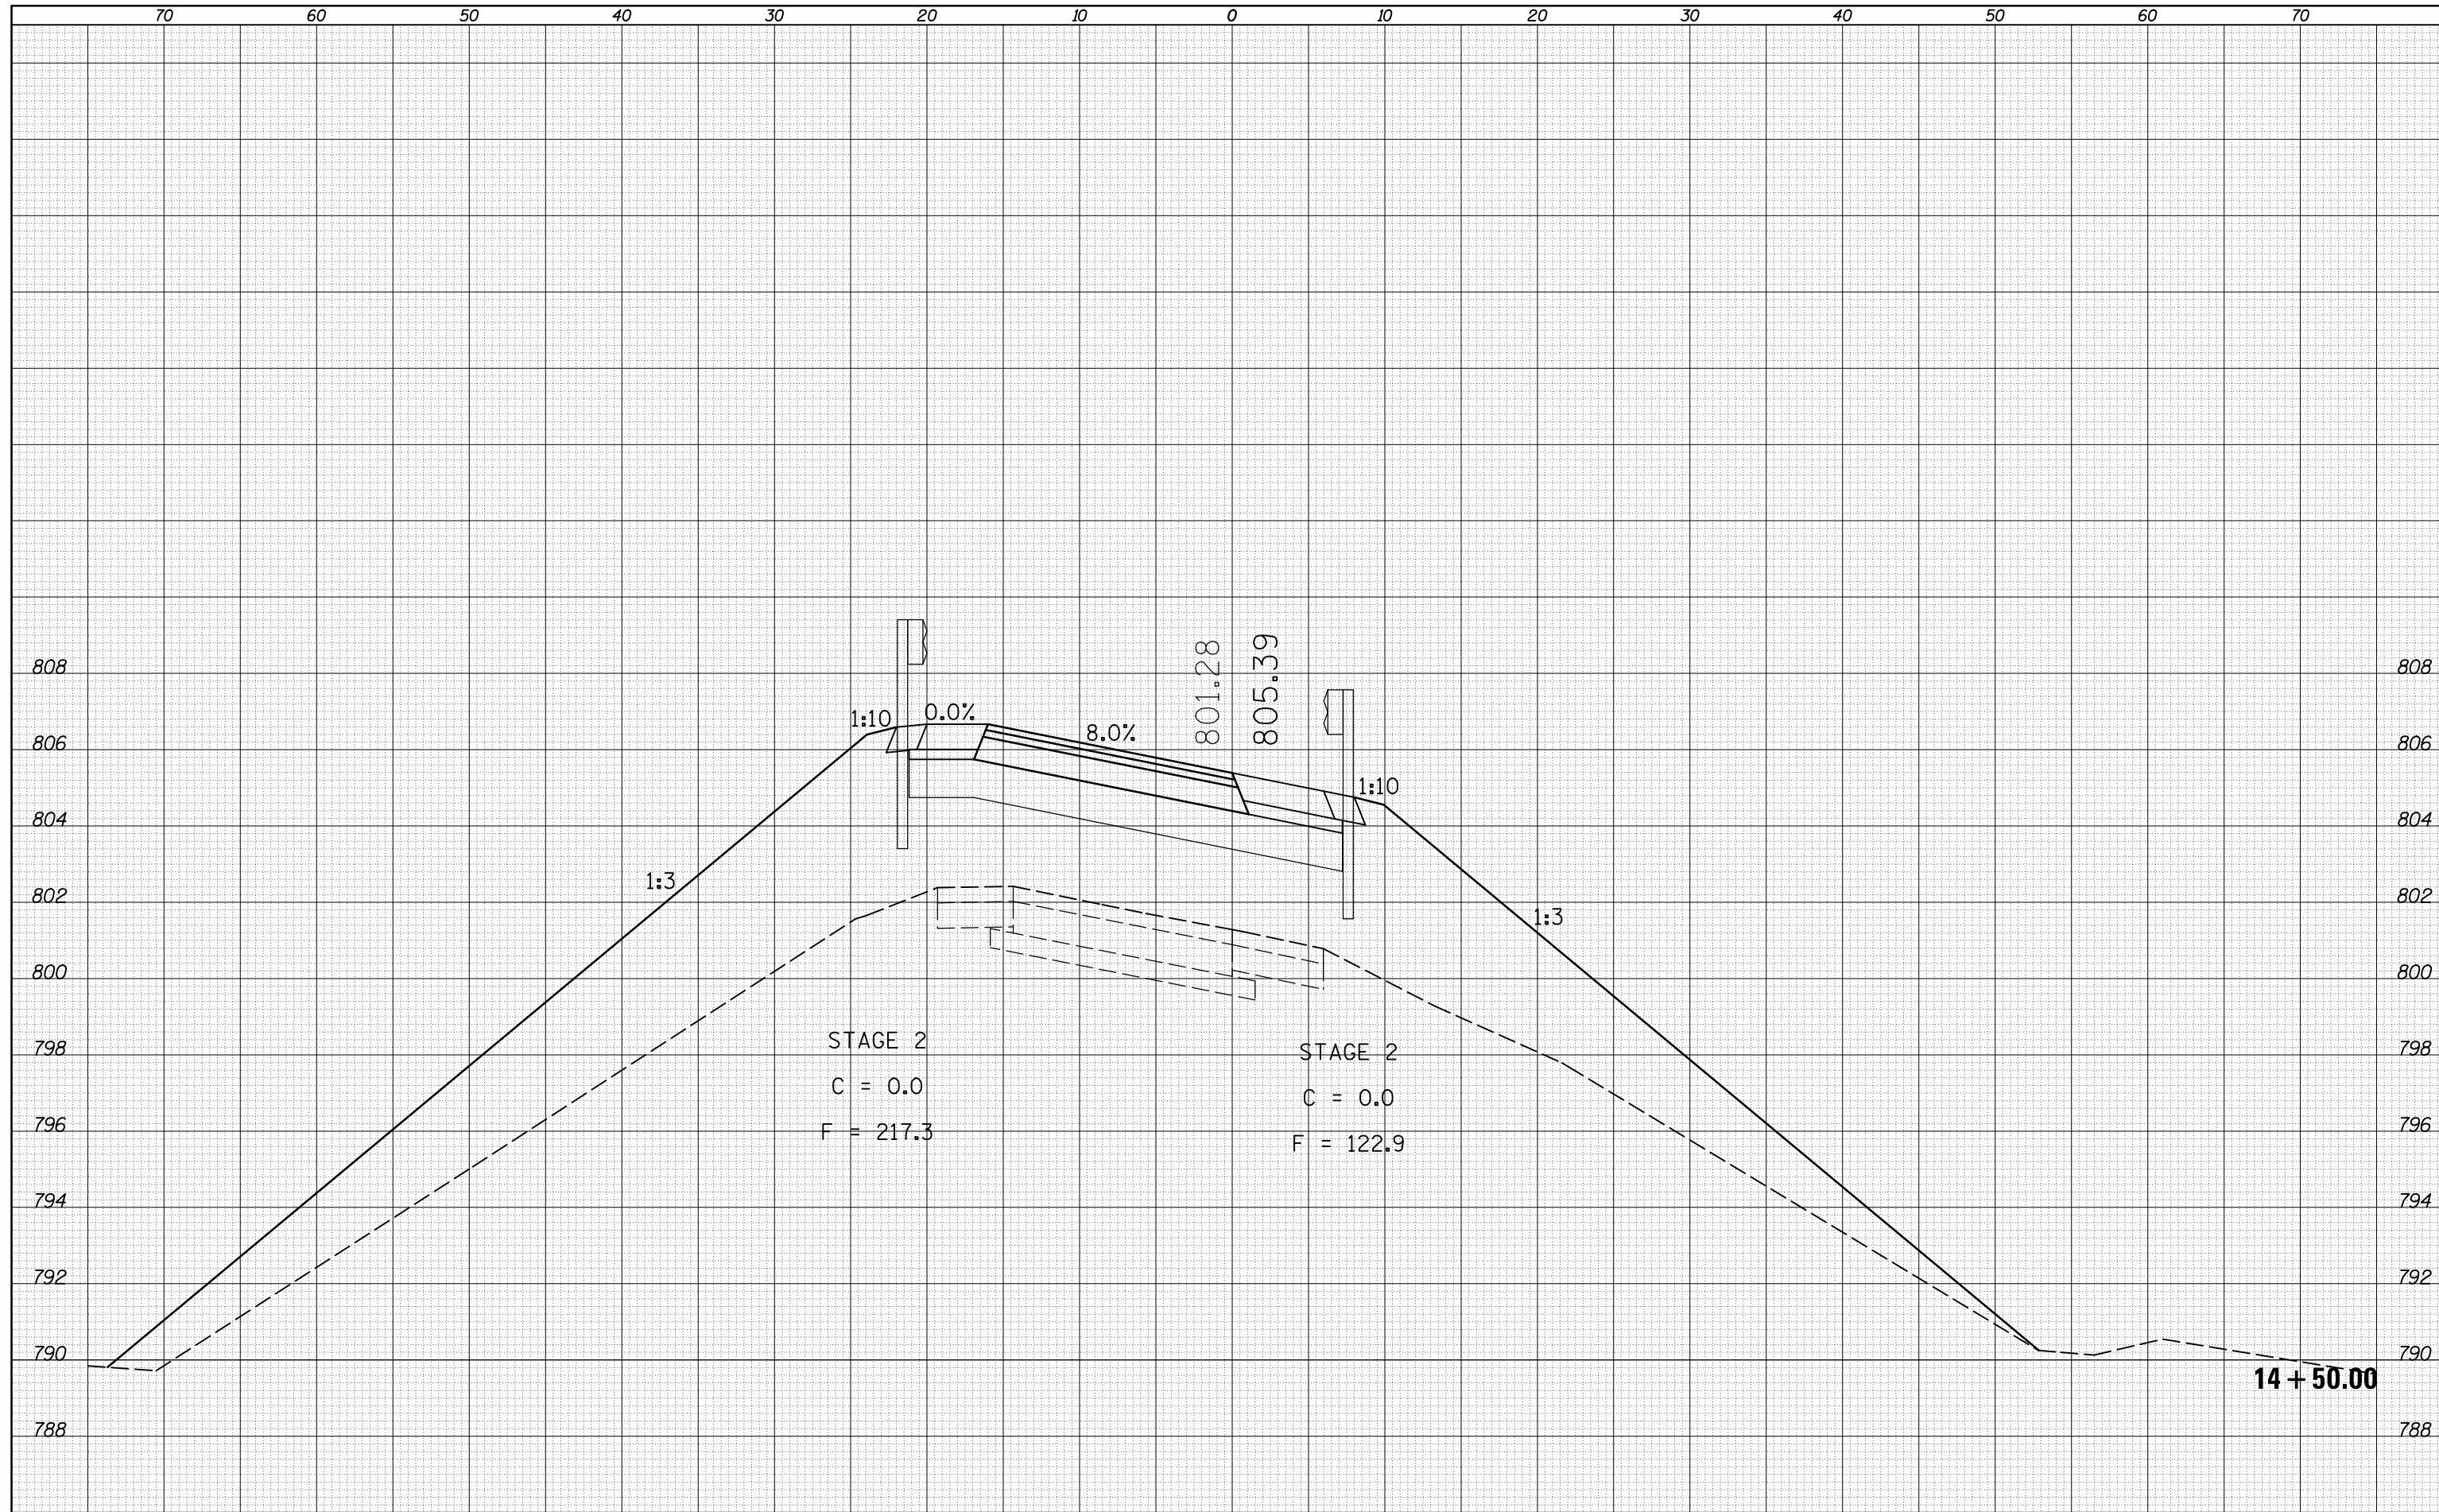 70 60 50 40 30 20 10 0 10 20 30 40 50 60 70
801.28
805.39
808 808
1:10 0.0% 8.0%
806 806
1:10
804 804
1:3
802 802
1:3
800 800
STAGE 2
C = 0.0
F = 217.3
STAGE 2
C = 0.0
F = 122.9
798 798
796 796
794 794
792 792
790 790
14+50.00
788 788